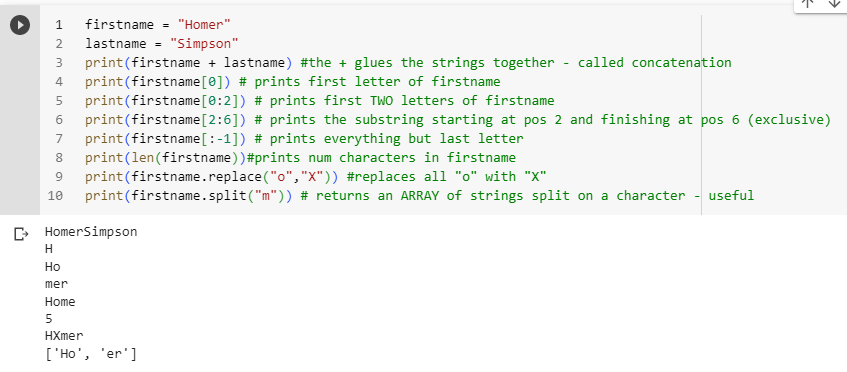 1 firstname = "Homer"
2 lastname = "Simpson"
3 print(firstname + lastname) #the + glues the strings together - called concatenation
4 print(firstname[0]) # prints first letter of firstname
5 print(firstname[0:2]) # prints first TWO letters of firstname
6 print(firstname[2:6]) # prints the substring starting at pos 2 and finishing at pos 6 (exclusive)
7 print(firstname[:-1]) # prints everything but last letter
8 print(len(firstname))#prints num characters in firstname
9 print(firstname.replace("o","X")) #replaces all "o" with "X"
10 print(firstname.split("m")) # returns an ARRAY of strings split on a character - useful
HomerSimpson
H
Ho
mer
Home
5
HXmer
['Ho', 'er']